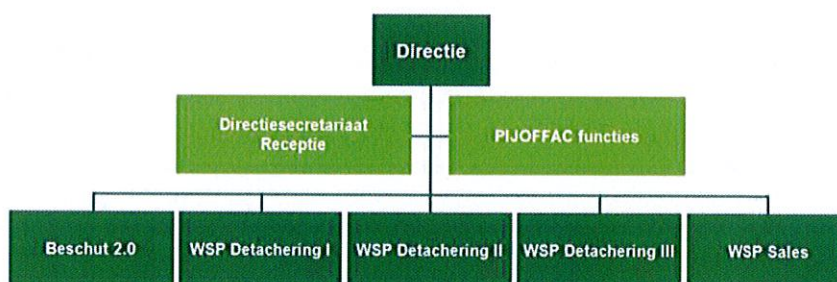 Directie
Directiesecretariaat
Receptie
PIJOFFAC functies
Beschut 2.0
WSP Detachering I
WSP Detachering II
WSP Detachering III
WSP Sales